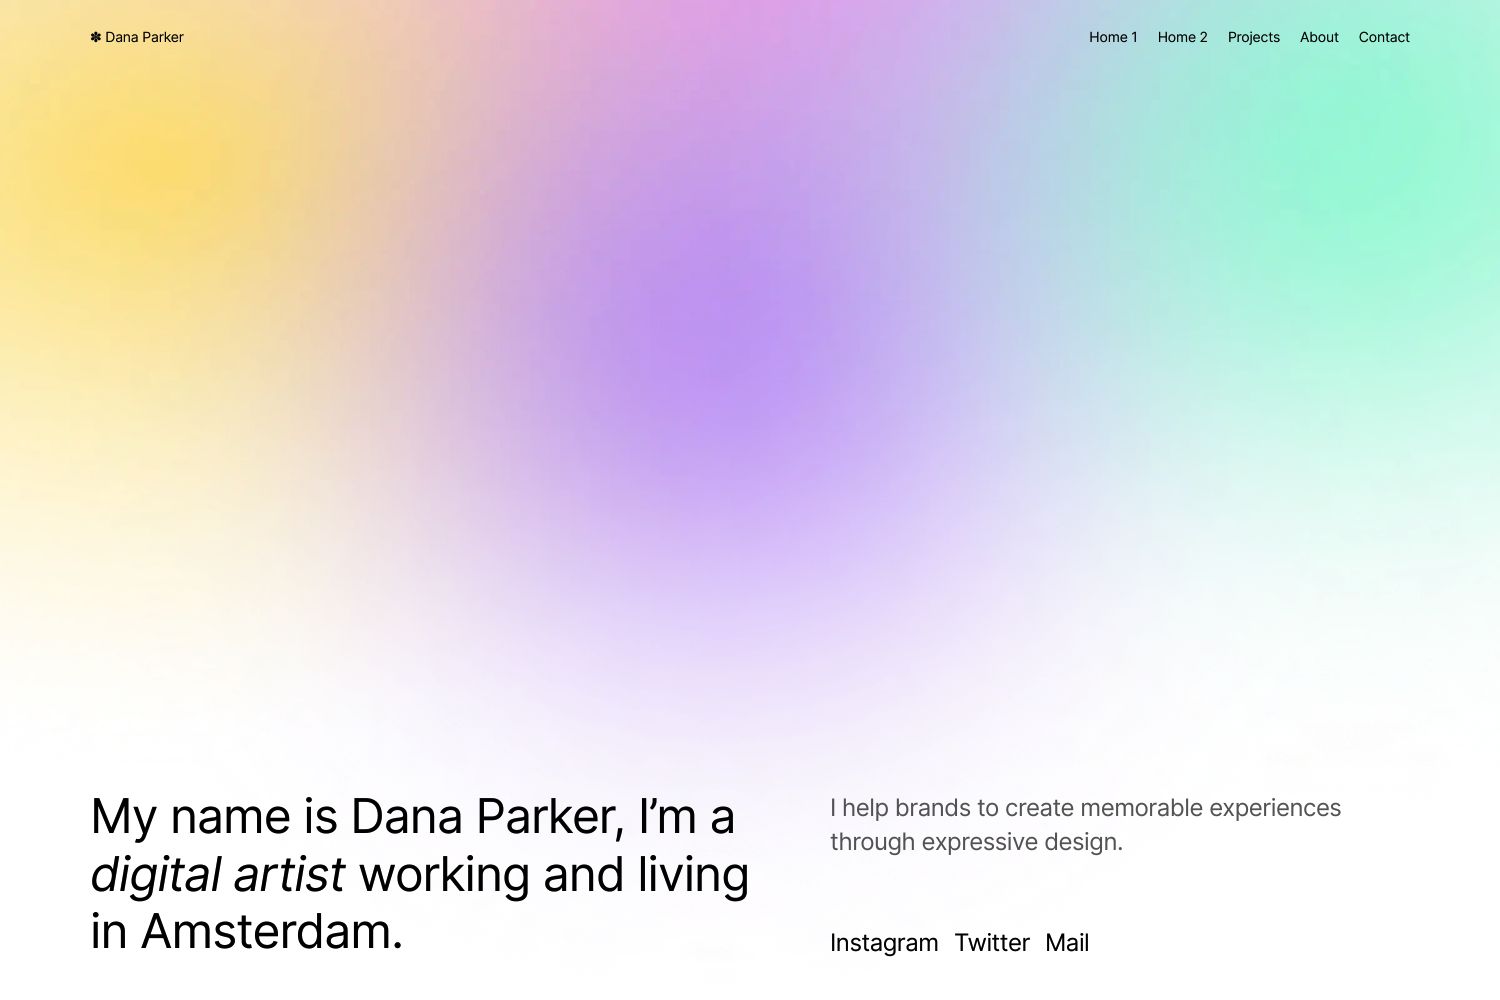 ✽ Dana Parker
Home 1 Home 2 Projects About Contact
My name is Dana Parker, I’m a
digital artist working and living
in Amsterdam.
I help brands to create memorable experiences
through expressive design.
Instagram Twitter Mail